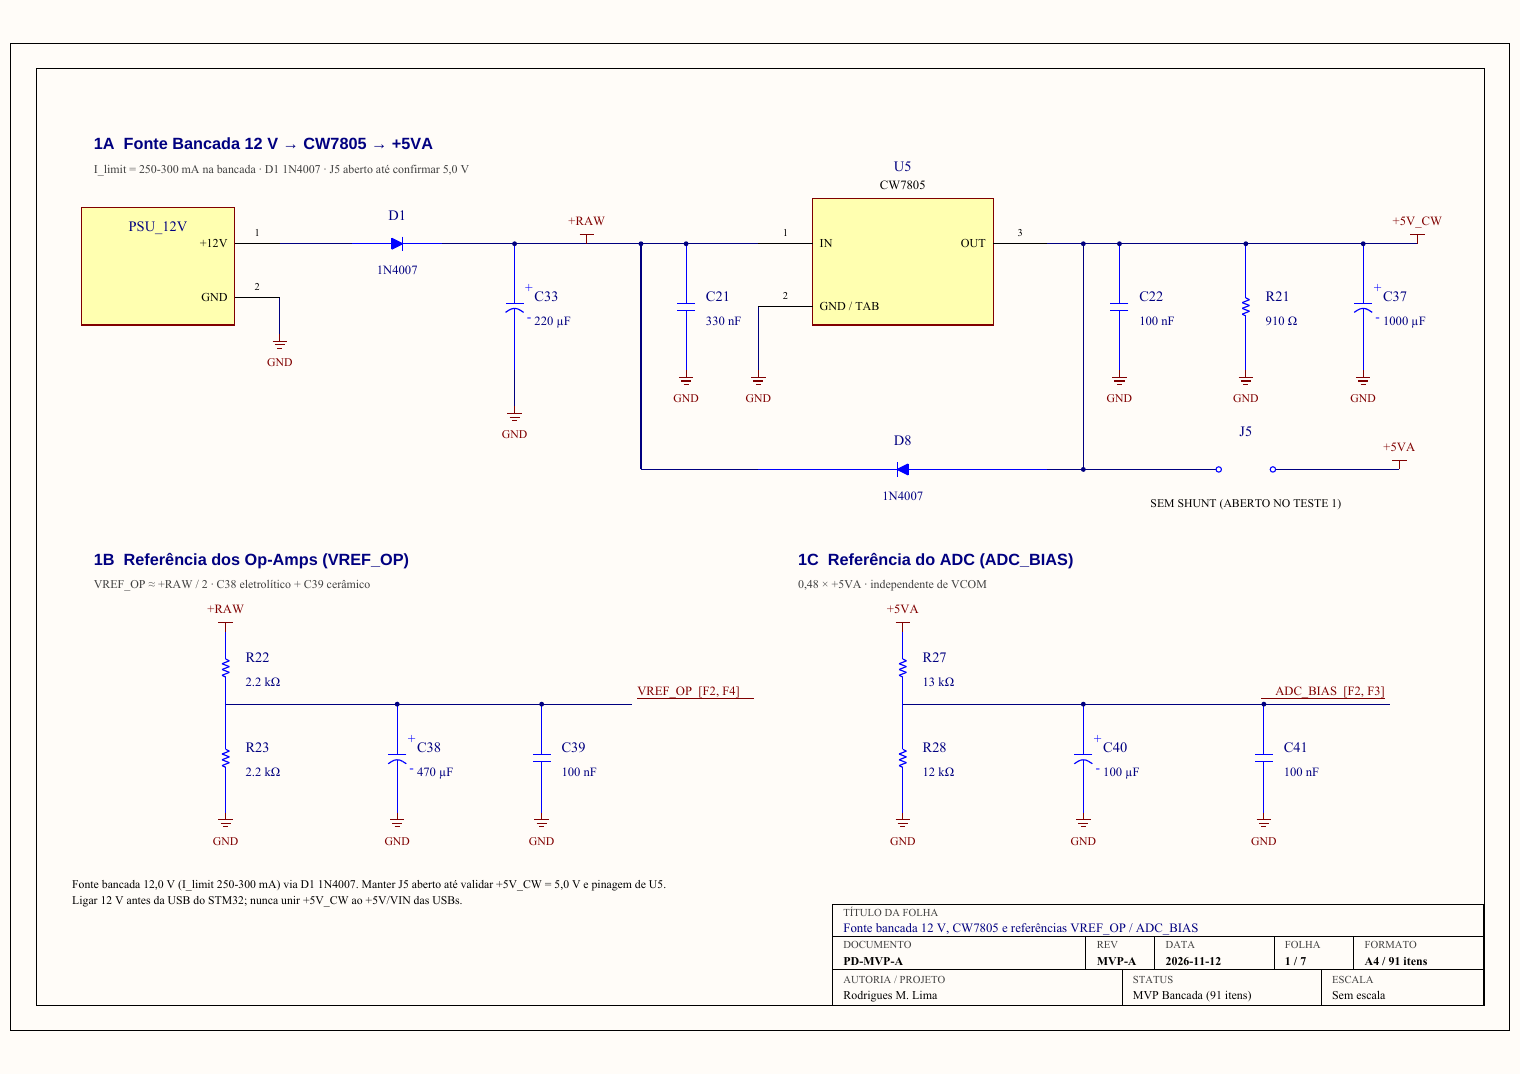 1A  Fonte Bancada 12 V → CW7805 → +5VA
I_limit = 250-300 mA na bancada · D1 1N4007 · J5 aberto até confirmar 5,0 V
PSU_12V
+12V
1
GND
2
GND
D1
1N4007
+
C33
-
220 µF
GND
+RAW
C21
330 nF
GND
U5
CW7805
1
IN
2
GND / TAB
GND
OUT
3
C22
100 nF
GND
R21
910 Ω
GND
+
C37
-
1000 µF
GND
+5V_CW
D8
1N4007
J5
+5VA
SEM SHUNT (ABERTO NO TESTE 1)
1B  Referência dos Op-Amps (VREF_OP)
VREF_OP ≈ +RAW / 2 · C38 eletrolítico + C39 cerâmico
+RAW
R22
2.2 kΩ
VREF_OP  [F2, F4]
R23
2.2 kΩ
GND
+
C38
-
470 µF
GND
C39
100 nF
GND
1C  Referência do ADC (ADC_BIAS)
0,48 × +5VA · independente de VCOM
+5VA
R27
13 kΩ
ADC_BIAS  [F2, F3]
R28
12 kΩ
GND
+
C40
-
100 µF
GND
C41
100 nF
GND
Fonte bancada 12,0 V (I_limit 250-300 mA) via D1 1N4007. Manter J5 aberto até validar +5V_CW = 5,0 V e pinagem de U5.
Ligar 12 V antes da USB do STM32; nunca unir +5V_CW ao +5V/VIN das USBs.
TÍTULO DA FOLHA
Fonte bancada 12 V, CW7805 e referências VREF_OP / ADC_BIAS
DOCUMENTO REV DATA FOLHA FORMATO
PD-MVP-A MVP-A 2026-11-12 1 / 7 A4 / 91 itens
AUTORIA / PROJETO STATUS ESCALA
Rodrigues M. Lima MVP Bancada (91 itens) Sem escala